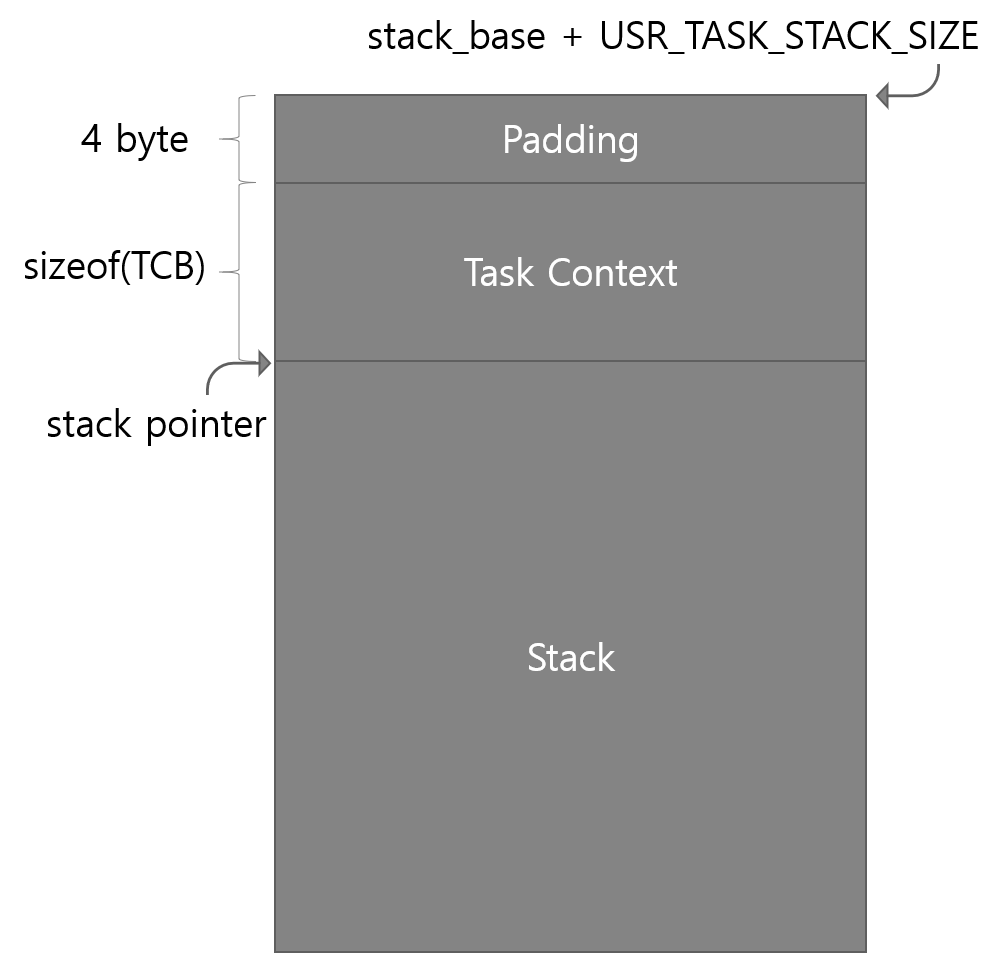 stack_base + USR_TASK_STACK_SIZE
4 byte
Padding
sizeof(TCB)
Task Context
stack pointer
Stack